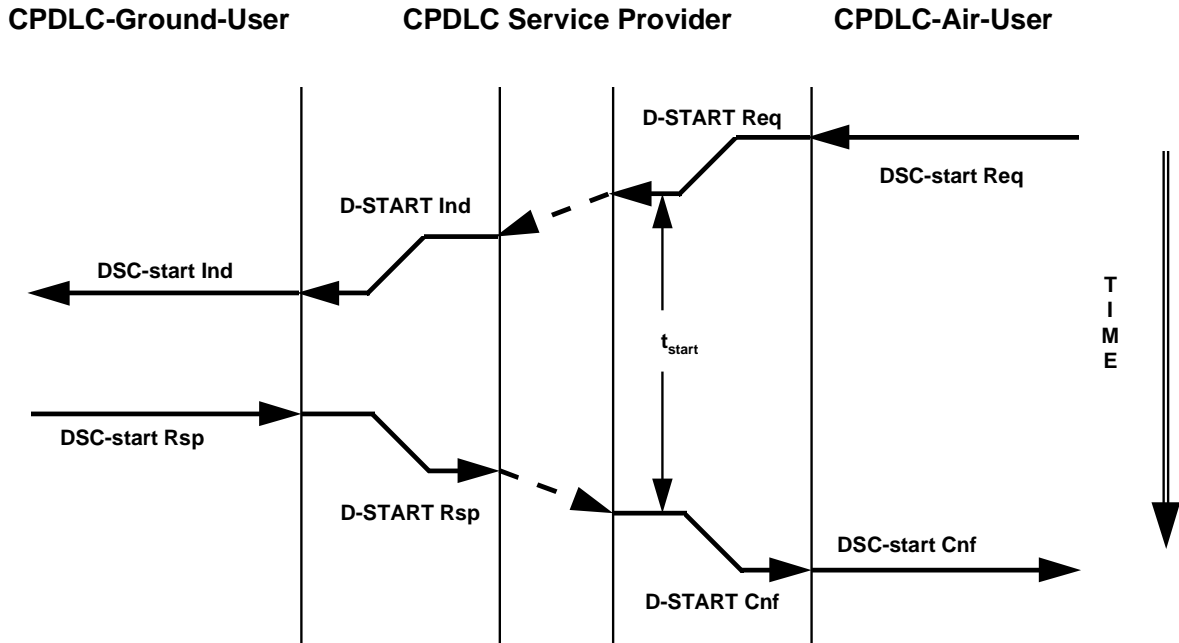 CPDLC-Ground-User
CPDLC Service Provider
CPDLC-Air-User
D-START Req
DSC-start Req
D-START Ind
DSC-start Ind
T
I
M
E
t_start
DSC-start Rsp
D-START Rsp
DSC-start Cnf
D-START Cnf